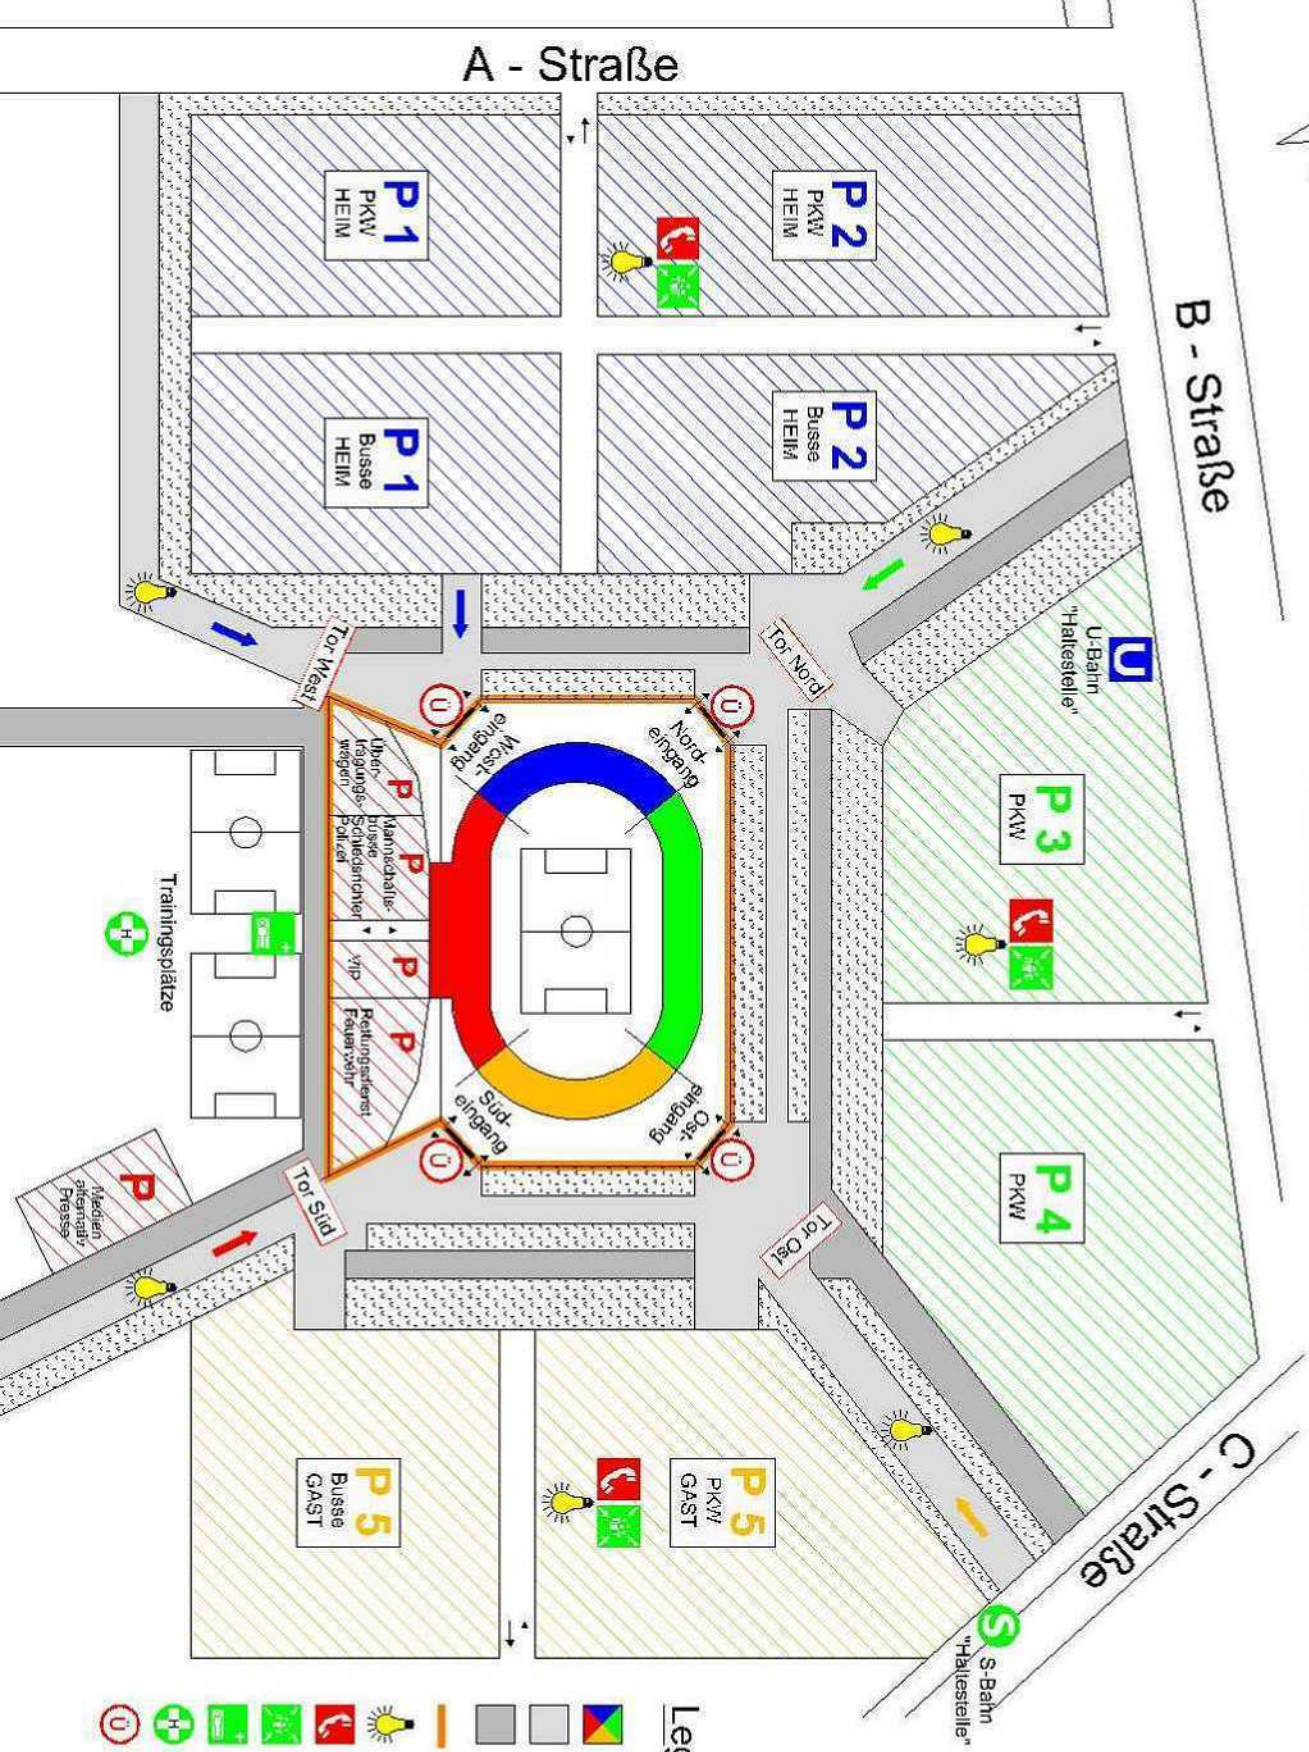 A - Straße
B - Straße
P 1
PKW
HEIM
P 2
PKW
HEIM
P 1
Busse
HEIM
P 2
Busse
HEIM
U
U-Bahn
"Haltestelle"
Tor West
Tor Nord
Ü
Ü
West-
eingang
Nord-
eingang
P 3
PKW
P
Über-
tragungs-
wagen
P
Mannschafts-
busse
Schiedsrichter
Polizei
P
VIP
P
Rettungsdienst
Feuerwehr
Trainingsplätze
H
P 4
PKW
Süd-
eingang
Ost-
eingang
Ü
Ü
Tor Süd
Tor Ost
P
Medien
alternativ
Presse
P 5
Busse
GAST
P 5
PKW
GAST
C - Straße
S
S-Bahn
"Haltestelle"
H
Ü